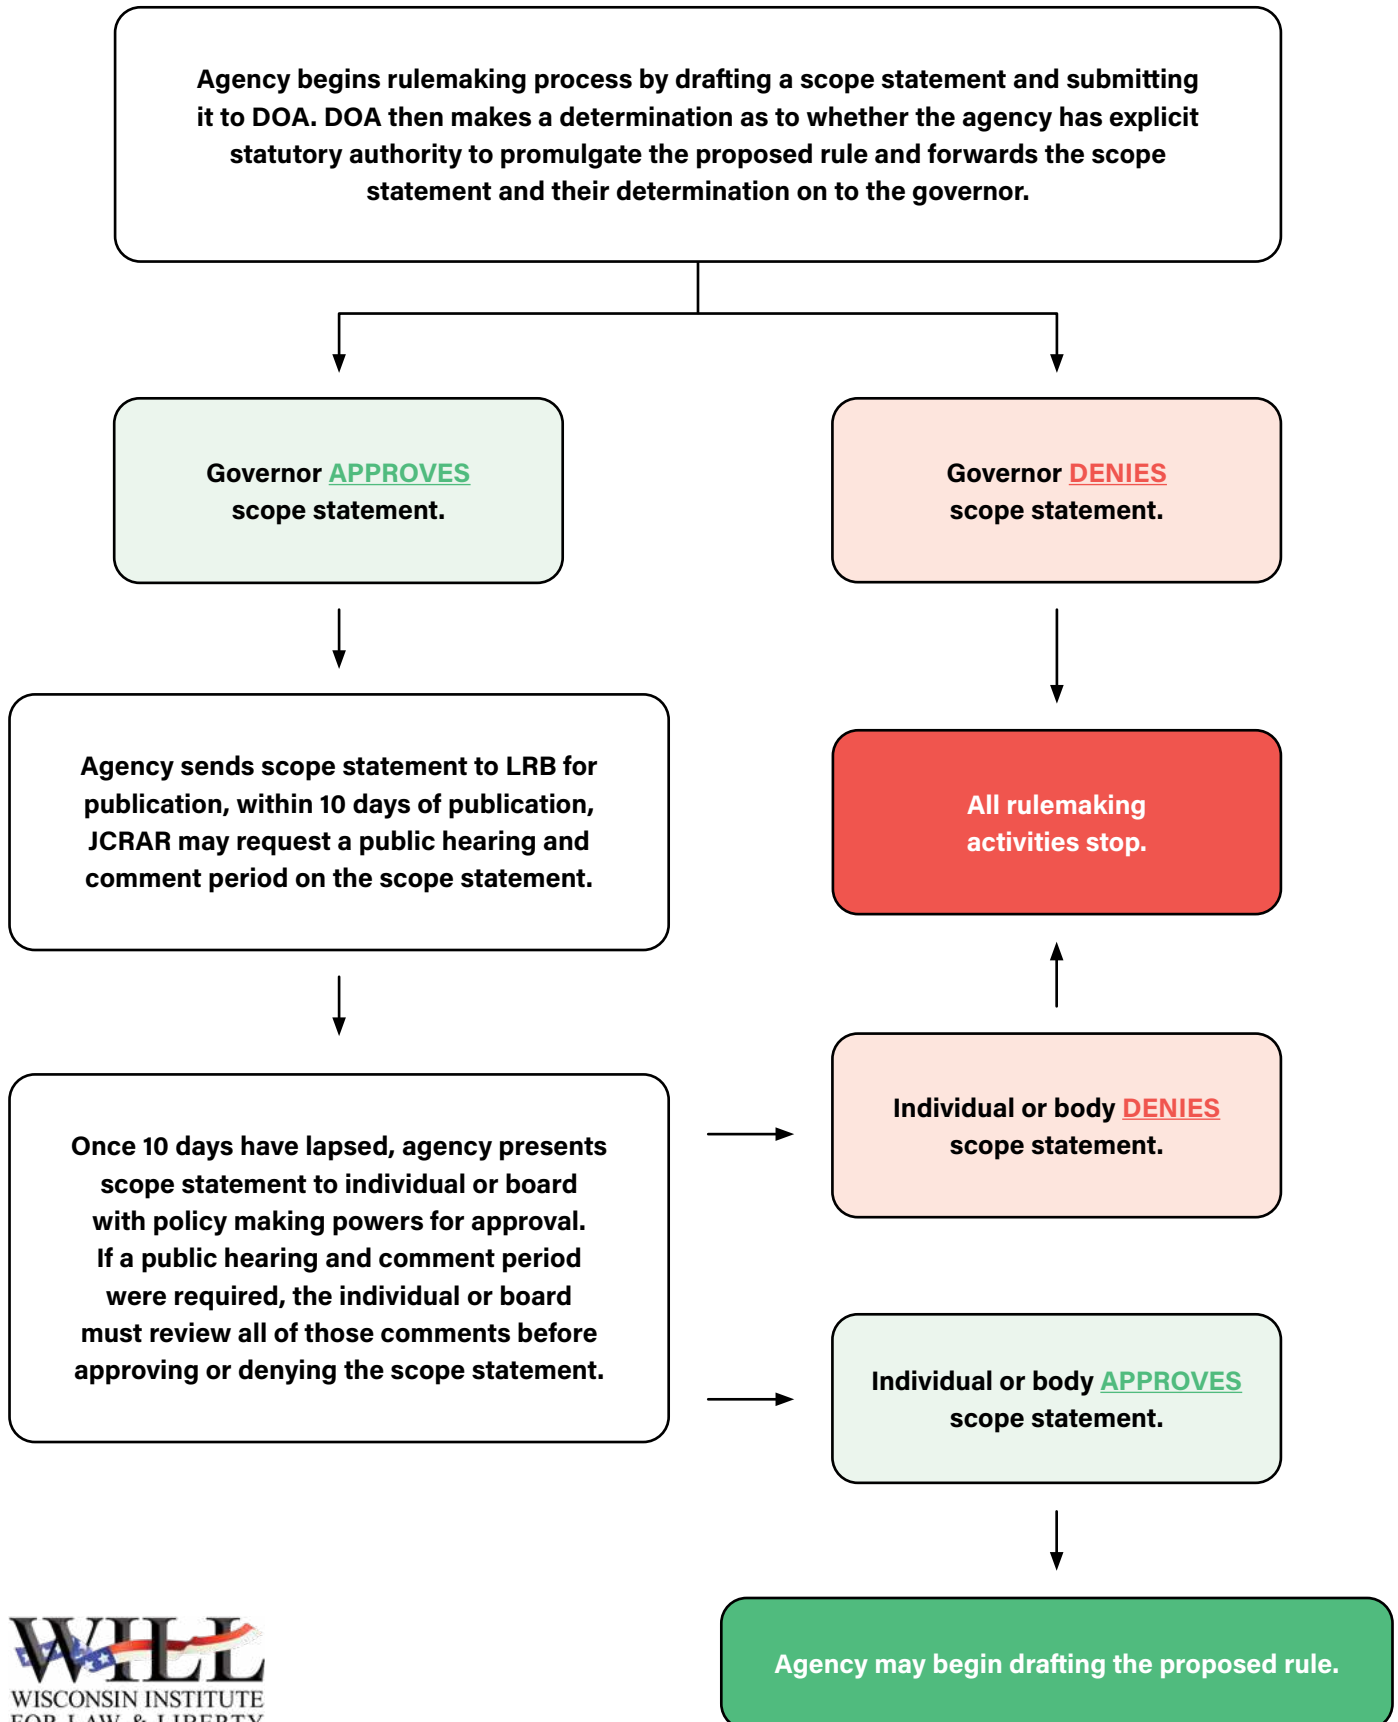 Agency begins rulemaking process by drafting a scope statement and submitting
it to DOA. DOA then makes a determination as to whether the agency has explicit
statutory authority to promulgate the proposed rule and forwards the scope
statement and their determination on to the governor.
Governor APPROVES
scope statement.
Governor DENIES
scope statement.
Agency sends scope statement to LRB for
publication, within 10 days of publication,
JCRAR may request a public hearing and
comment period on the scope statement.
All rulemaking
activities stop.
Once 10 days have lapsed, agency presents
scope statement to individual or board
with policy making powers for approval.
If a public hearing and comment period
were required, the individual or board
must review all of those comments before
approving or denying the scope statement.
Individual or body DENIES
scope statement.
Individual or body APPROVES
scope statement.
Agency may begin drafting the proposed rule.
WILL
WISCONSIN INSTITUTE
FOR LAW & LIBERTY